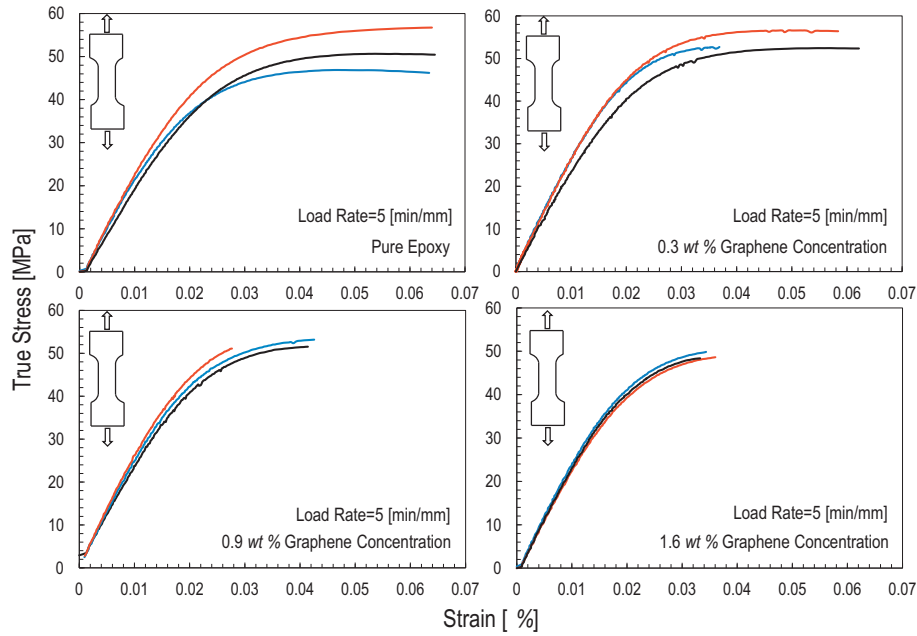 True Stress [MPa]
60
50
40
30
20
10
0
Load Rate=5 [min/mm]
Pure Epoxy
0 0.01 0.02 0.03 0.04 0.05 0.06 0.07
60
50
40
30
20
10
0
Load Rate=5 [min/mm]
0.3 wt % Graphene Concentration
0 0.01 0.02 0.03 0.04 0.05 0.06 0.07
60
50
40
30
20
10
0
Load Rate=5 [min/mm]
0.9 wt % Graphene Concentration
0 0.01 0.02 0.03 0.04 0.05 0.06 0.07
60
50
40
30
20
10
0
Load Rate=5 [min/mm]
1.6 wt % Graphene Concentration
0 0.01 0.02 0.03 0.04 0.05 0.06 0.07
Strain [ %]